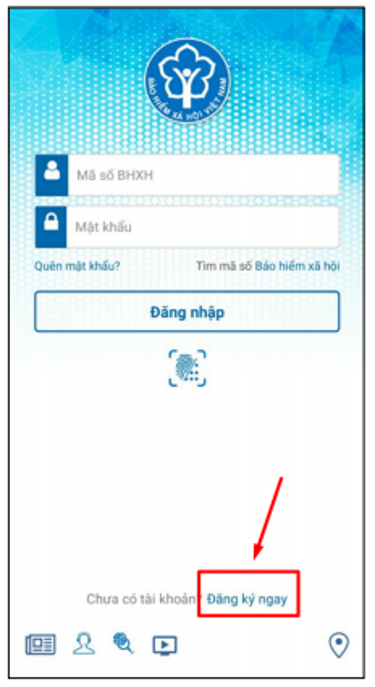 BẢO HIỂM XÃ HỘI VIỆT NAM
Mã số BHXH
Mật khẩu
Quên mật khẩu? Tìm mã số Bảo hiểm xã hội
Đăng nhập
Chưa có tài khoản? Đăng ký ngay